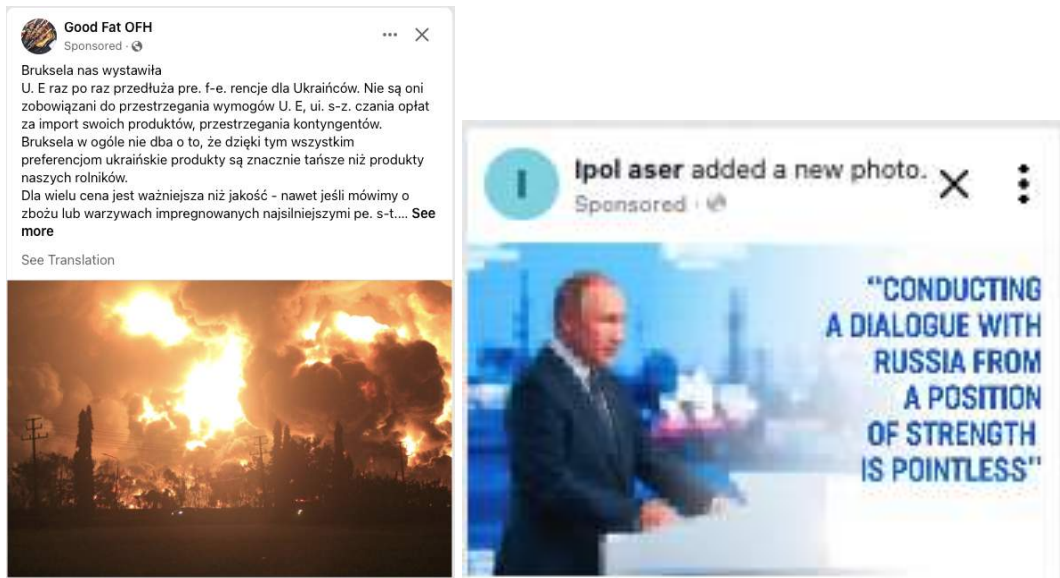 Good Fat OFH
Sponsored ·
Bruksela nas wystawiła
U. E raz po raz przedłuża pre. f-e. rencje dla Ukraińców. Nie są oni
zobowiązani do przestrzegania wymogów U. E, ui. s-z. czania opłat
za import swoich produktów, przestrzegania kontyngentów.
Bruksela w ogóle nie dba o to, że dzięki tym wszystkim
preferencjom ukraińskie produkty są znacznie tańsze niż produkty
naszych rolników.
Dla wielu cena jest ważniejsza niż jakość - nawet jeśli mówimy o
zbożu lub warzywach impregnowanych najsilniejszymi pe. s-t.... See
more
See Translation
I
Ipol aser added a new photo.
Sponsored ·
"CONDUCTING
A DIALOGUE WITH
RUSSIA FROM
A POSITION
OF STRENGTH
IS POINTLESS"